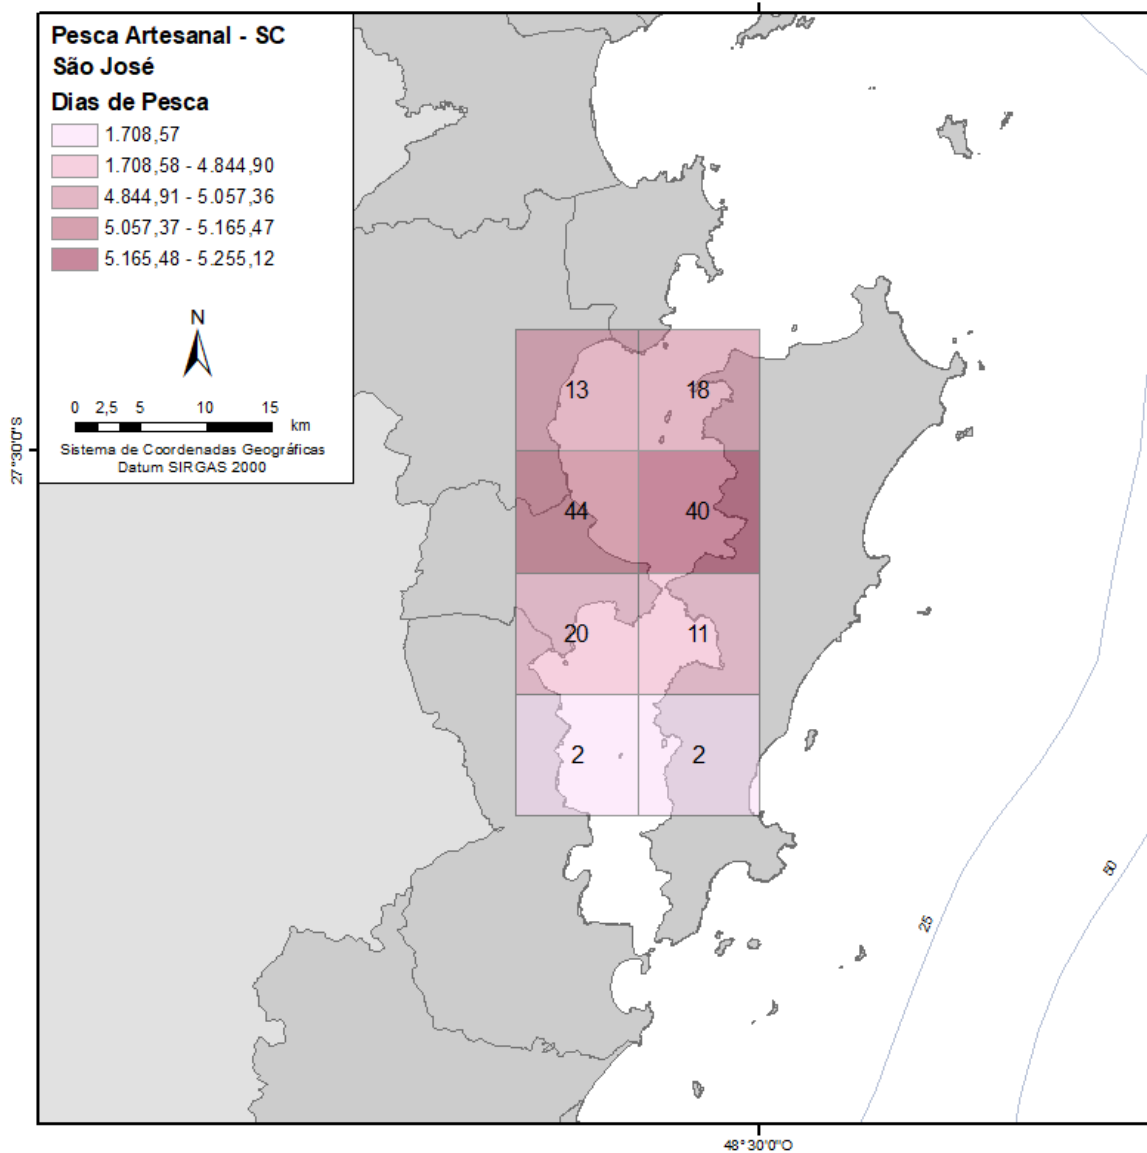 Pesca Artesanal - SC
São José
Dias de Pesca
1.708,57
1.708,58 - 4.844,90
4.844,91 - 5.057,36
5.057,37 - 5.165,47
5.165,48 - 5.255,12
N
0 2,5 5 10 15 km
Sistema de Coordenadas Geográficas
Datum SIRGAS 2000
27°30'0"S
13 18
44 40
20 11
2 2
50
25
48°30'0"O